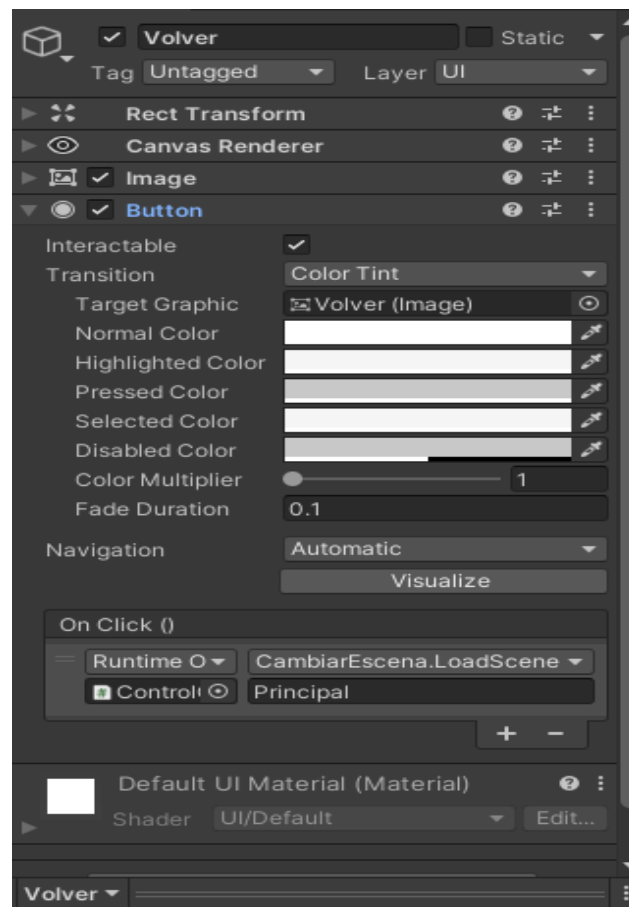 Volver Static
Tag Untagged Layer UI
Rect Transform
Canvas Renderer
Image
Button
Interactable
Transition Color Tint
Target Graphic Volver (Image)
Normal Color
Highlighted Color
Pressed Color
Selected Color
Disabled Color
Color Multiplier 1
Fade Duration 0.1
Navigation Automatic
Visualize
On Click ()
Runtime O CambiarEscena.LoadScene
Control Principal
+ −
Default UI Material (Material)
Shader UI/Default Edit...
Volver